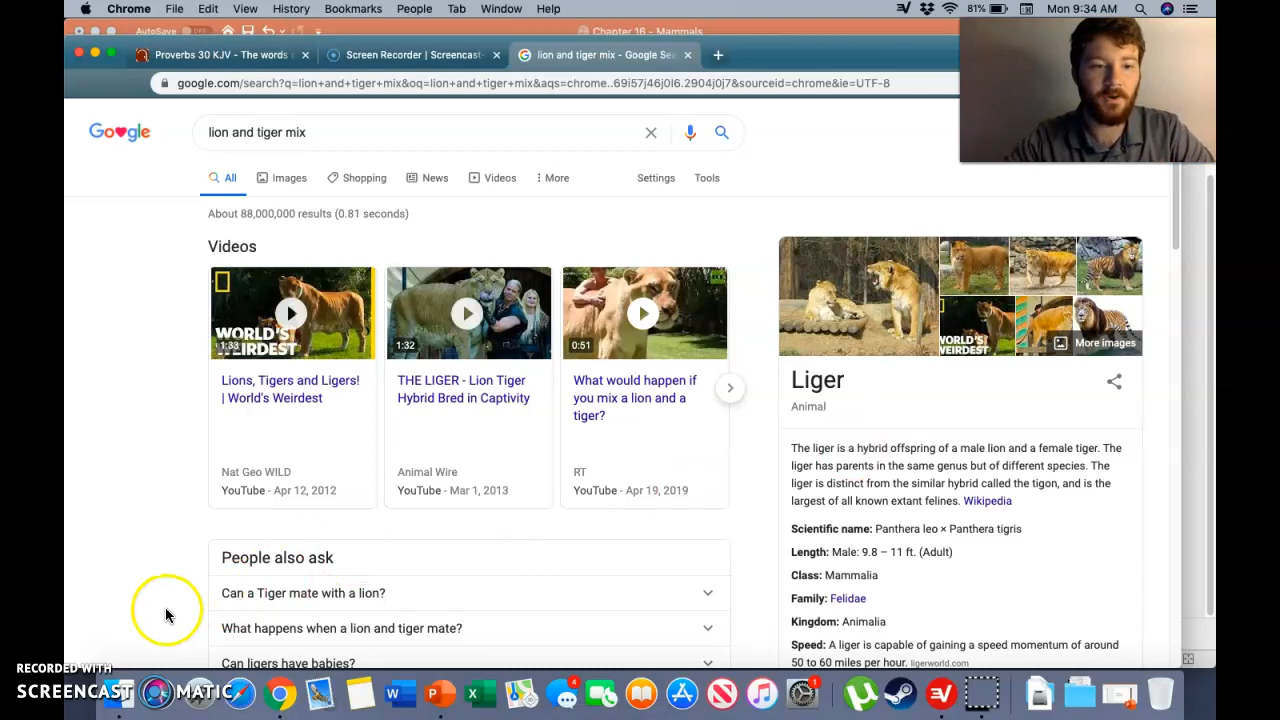 Chrome File Edit View History Bookmarks People Tab Window Help
81% Mon 9:34 AM
AutoSave Chapter 16 - Mammals
Proverbs 30 KJV - The words × Screen Recorder | Screencast- × lion and tiger mix - Google Sea × +
google.com/search?q=lion+and+tiger+mix&oq=lion+and+tiger+mix&aqs=chrome..69i57j46j0l6.2904j0j7&sourceid=chrome&ie=UTF-8
lion and tiger mix
All Images Shopping News Videos More Settings Tools
About 88,000,000 results (0.81 seconds)
Videos
WORLD'S
WEIRDEST
1:33
1:32
0:51
Lions, Tigers and Ligers!
| World's Weirdest
Nat Geo WILD
YouTube - Apr 12, 2012
THE LIGER - Lion Tiger
Hybrid Bred in Captivity
Animal Wire
YouTube - Mar 1, 2013
What would happen if
you mix a lion and a
tiger?
RT
YouTube - Apr 19, 2019
People also ask
Can a Tiger mate with a lion?
What happens when a lion and tiger mate?
Can ligers have babies?
WORLD'S
WEIRDEST
More images
Liger
Animal
The liger is a hybrid offspring of a male lion and a female tiger. The
liger has parents in the same genus but of different species. The
liger is distinct from the similar hybrid called the tigon, and is the
largest of all known extant felines. Wikipedia
Scientific name: Panthera leo × Panthera tigris
Length: Male: 9.8 – 11 ft. (Adult)
Class: Mammalia
Family: Felidae
Kingdom: Animalia
Speed: A liger is capable of gaining a speed momentum of around
50 to 60 miles per hour. ligerworld.com
RECORDED WITH
SCREENCAST MATIC